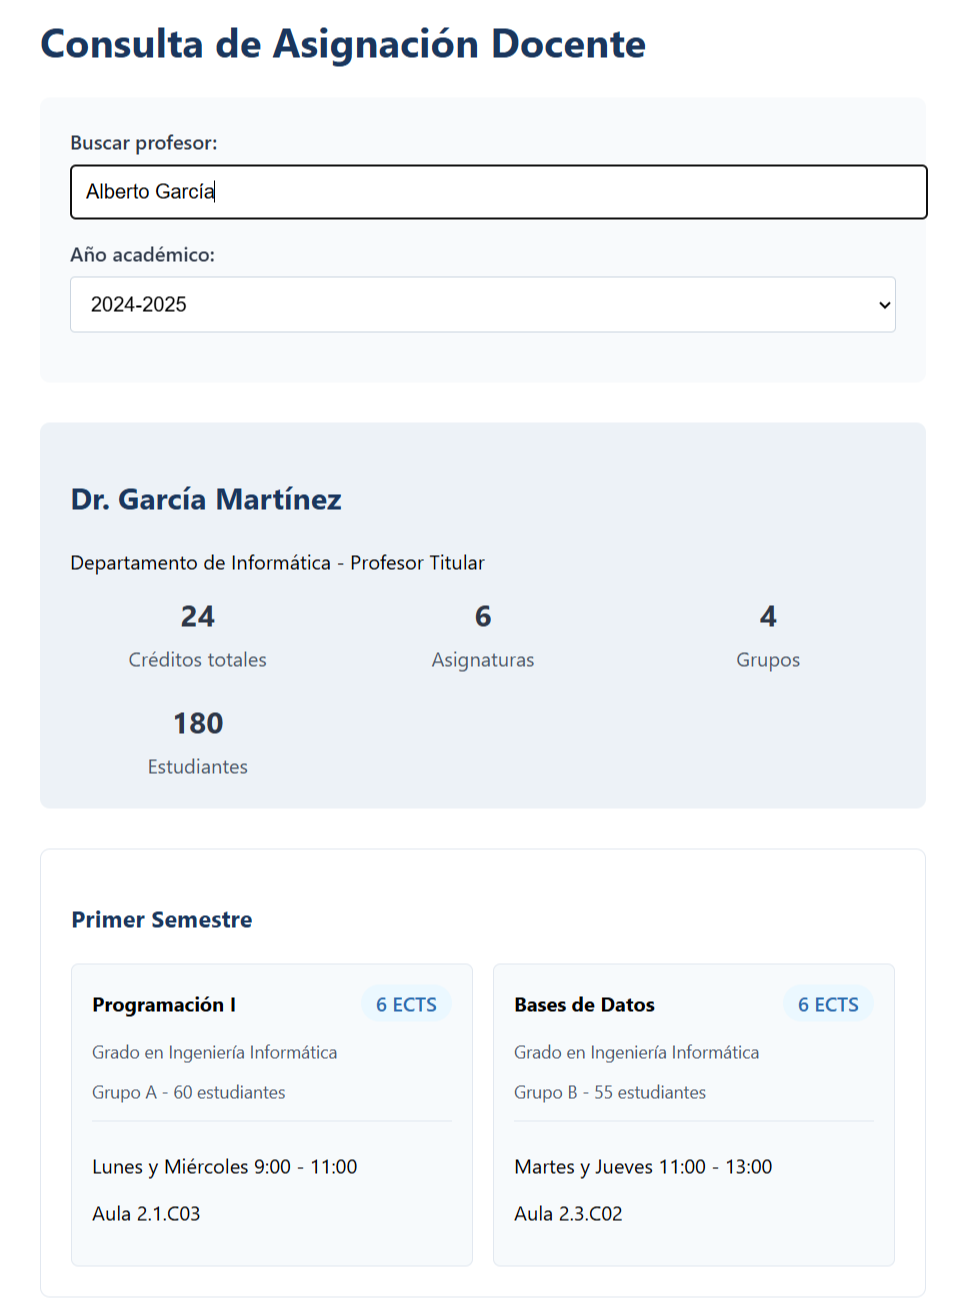 Consulta de Asignación Docente
Buscar profesor:
Alberto García
Año académico:
2024-2025
Dr. García Martínez
Departamento de Informática - Profesor Titular
24
Créditos totales
6
Asignaturas
4
Grupos
180
Estudiantes
Primer Semestre
Programación I
6 ECTS
Grado en Ingeniería Informática
Grupo A - 60 estudiantes
Lunes y Miércoles 9:00 - 11:00
Aula 2.1.C03
Bases de Datos
6 ECTS
Grado en Ingeniería Informática
Grupo B - 55 estudiantes
Martes y Jueves 11:00 - 13:00
Aula 2.3.C02